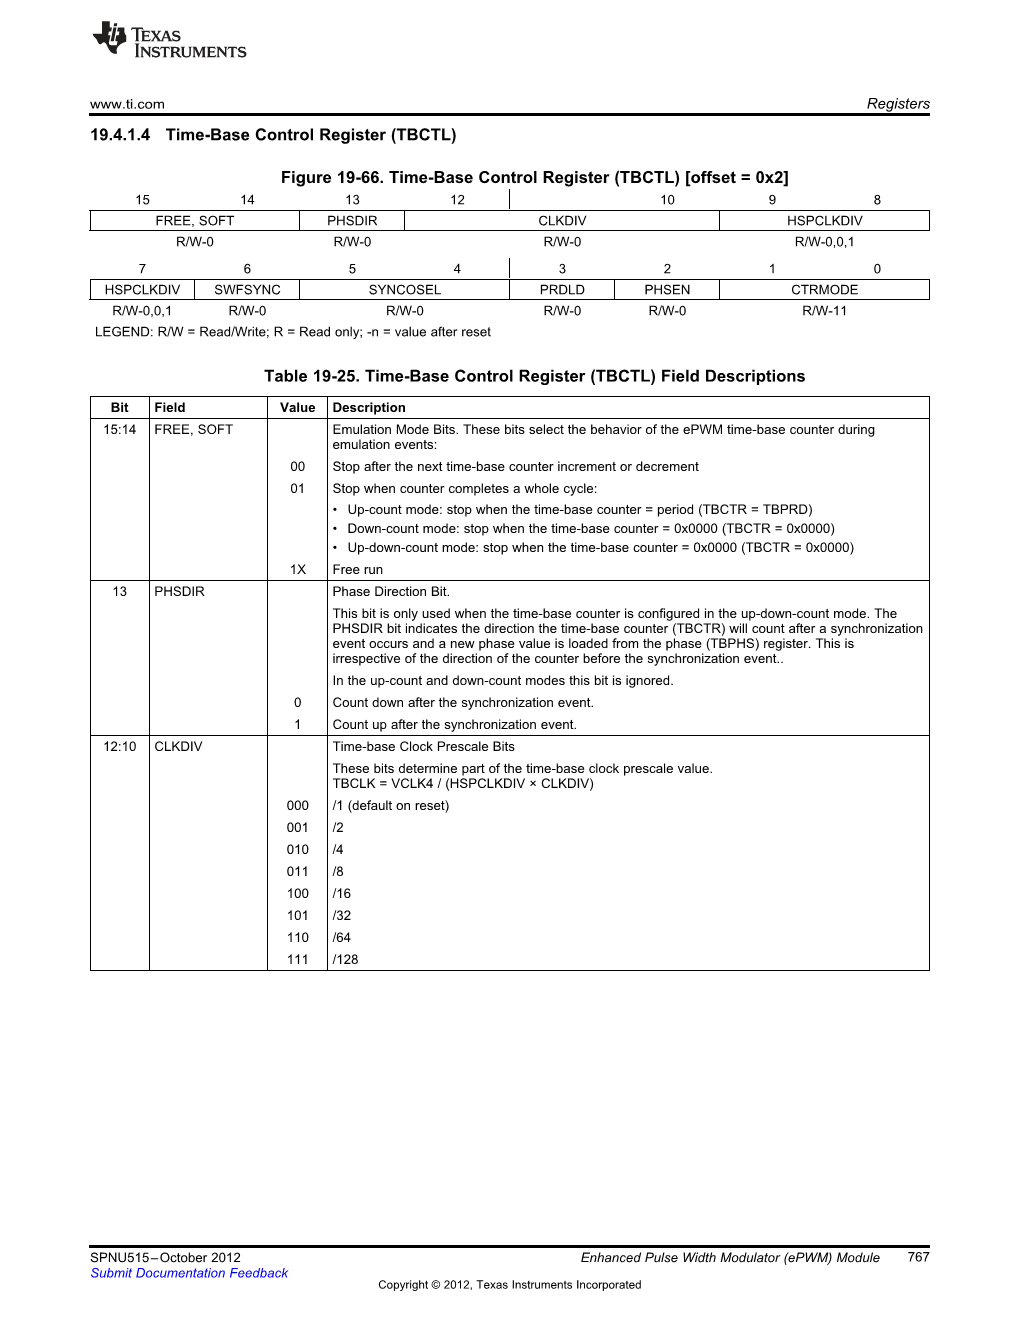 TEXAS
INSTRUMENTS
www.ti.com Registers
19.4.1.4 Time-Base Control Register (TBCTL)
Figure 19-66. Time-Base Control Register (TBCTL) [offset = 0x2]
15 14 13 12 10 9 8
FREE, SOFT PHSDIR CLKDIV HSPCLKDIV
R/W-0 R/W-0 R/W-0 R/W-0,0,1
7 6 5 4 3 2 1 0
HSPCLKDIV SWFSYNC SYNCOSEL PRDLD PHSEN CTRMODE
R/W-0,0,1 R/W-0 R/W-0 R/W-0 R/W-0 R/W-11
LEGEND: R/W = Read/Write; R = Read only; -n = value after reset
Table 19-25. Time-Base Control Register (TBCTL) Field Descriptions
Bit Field Value Description
15:14 FREE, SOFT Emulation Mode Bits. These bits select the behavior of the ePWM time-base counter during
emulation events:
00 Stop after the next time-base counter increment or decrement
01 Stop when counter completes a whole cycle:
• Up-count mode: stop when the time-base counter = period (TBCTR = TBPRD)
• Down-count mode: stop when the time-base counter = 0x0000 (TBCTR = 0x0000)
• Up-down-count mode: stop when the time-base counter = 0x0000 (TBCTR = 0x0000)
1X Free run
13 PHSDIR Phase Direction Bit.
This bit is only used when the time-base counter is configured in the up-down-count mode. The
PHSDIR bit indicates the direction the time-base counter (TBCTR) will count after a synchronization
event occurs and a new phase value is loaded from the phase (TBPHS) register. This is
irrespective of the direction of the counter before the synchronization event..
In the up-count and down-count modes this bit is ignored.
0 Count down after the synchronization event.
1 Count up after the synchronization event.
12:10 CLKDIV Time-base Clock Prescale Bits
These bits determine part of the time-base clock prescale value.
TBCLK = VCLK4 / (HSPCLKDIV × CLKDIV)
000 /1 (default on reset)
001 /2
010 /4
011 /8
100 /16
101 /32
110 /64
111 /128
SPNU515–October 2012 Enhanced Pulse Width Modulator (ePWM) Module 767
Submit Documentation Feedback
Copyright © 2012, Texas Instruments Incorporated